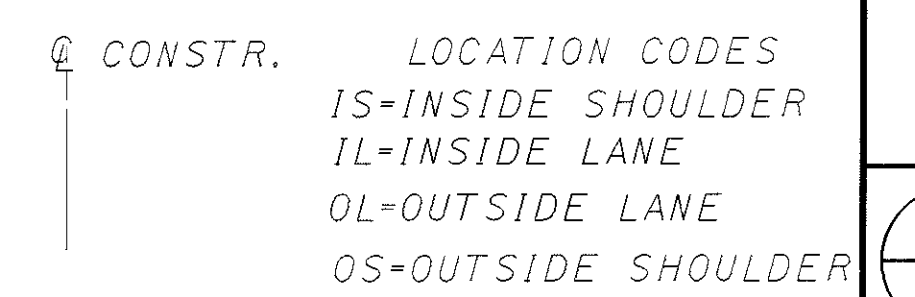 ℄ CONSTR.
LOCATION CODES
IS=INSIDE SHOULDER
IL=INSIDE LANE
OL=OUTSIDE LANE
OS=OUTSIDE SHOULDER